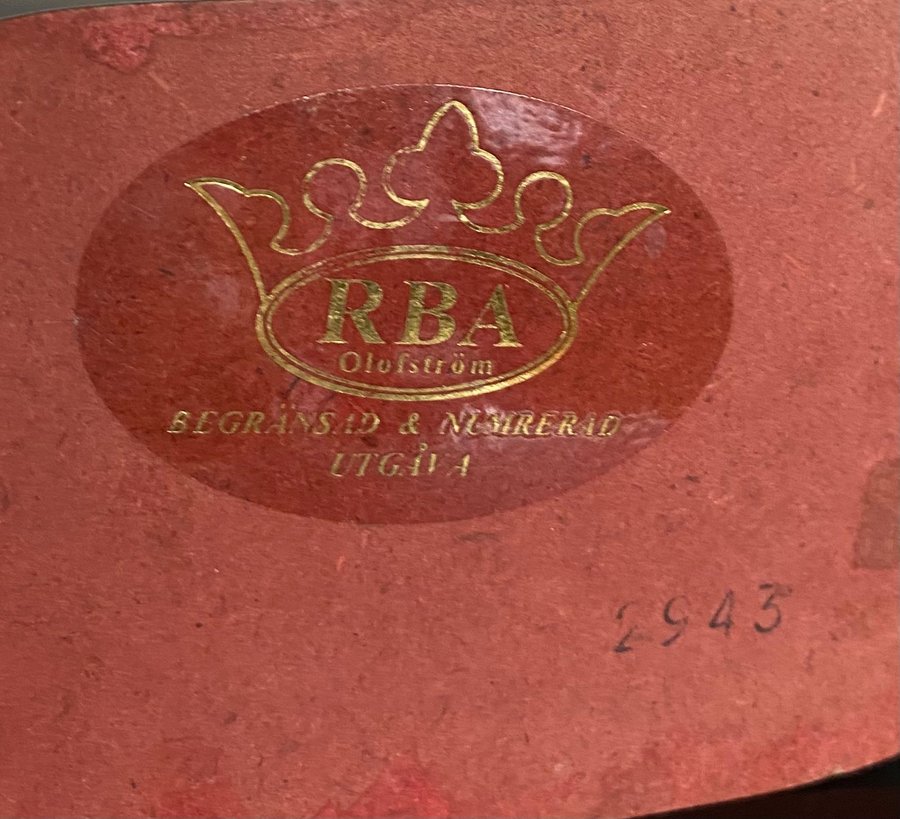 RBA
Olofström
BEGRÄNSAD & NUMRERAD
UTGÅVA
2943